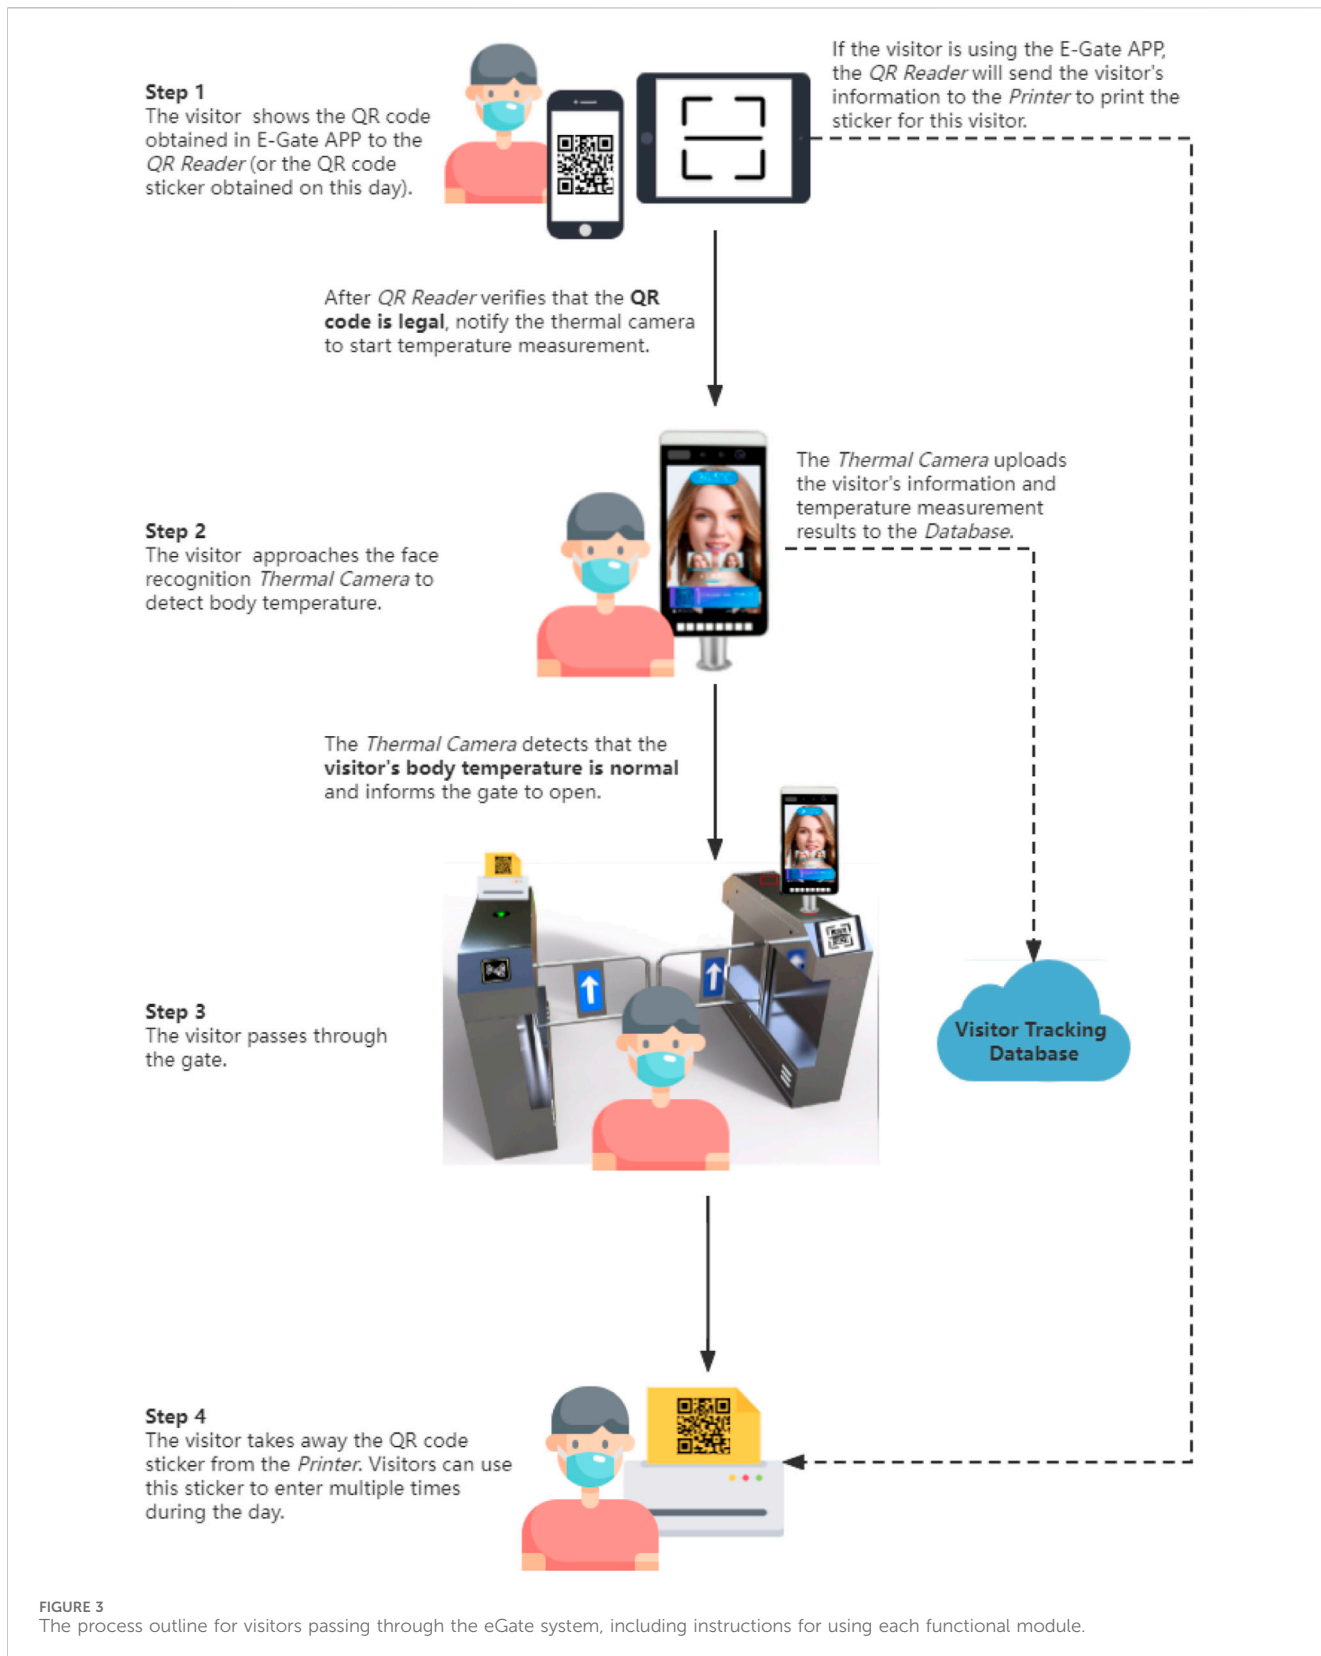 Step 1
The visitor shows the QR code
obtained in E-Gate APP to the
QR Reader (or the QR code
sticker obtained on this day).
If the visitor is using the E-Gate APP,
the QR Reader will send the visitor's
information to the Printer to print the
sticker for this visitor.
After QR Reader verifies that the QR
code is legal, notify the thermal camera
to start temperature measurement.
Step 2
The visitor approaches the face
recognition Thermal Camera to
detect body temperature.
The Thermal Camera uploads
the visitor's information and
temperature measurement
results to the Database.
The Thermal Camera detects that the
visitor's body temperature is normal
and informs the gate to open.
Step 3
The visitor passes through
the gate.
Visitor Tracking
Database
Step 4
The visitor takes away the QR code
sticker from the Printer. Visitors can use
this sticker to enter multiple times
during the day.
FIGURE 3
The process outline for visitors passing through the eGate system, including instructions for using each functional module.